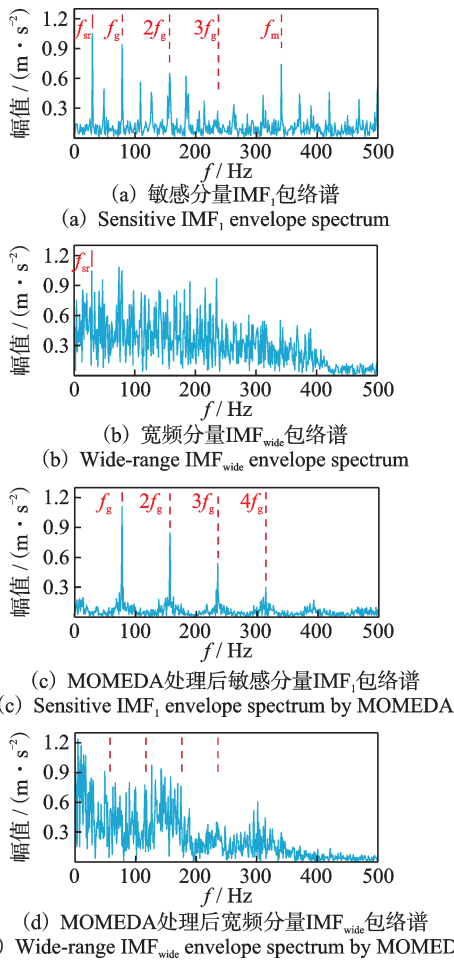 1.2
0.9
0.6
0.3
幅值 / (m·s⁻²)
f_sr f_g 2f_g 3f_g f_m
0 100 200 300 400 500
f / Hz
(a) 敏感分量IMF₁包络谱
(a) Sensitive IMF₁ envelope spectrum
1.2
0.9
0.6
0.3
幅值 / (m·s⁻²)
f_sr
0 100 200 300 400 500
f / Hz
(b) 宽频分量IMF_wide包络谱
(b) Wide-range IMF_wide envelope spectrum
1.2
0.9
0.6
0.3
幅值 / (m·s⁻²)
f_g 2f_g 3f_g 4f_g
0 100 200 300 400 500
f / Hz
(c) MOMEDA处理后敏感分量IMF₁包络谱
(c) Sensitive IMF₁ envelope spectrum by MOMEDA
1.2
0.9
0.6
0.3
幅值 / (m·s⁻²)
0 100 200 300 400 500
f / Hz
(d) MOMEDA处理后宽频分量IMF_wide包络谱
) Wide-range IMF_wide envelope spectrum by MOMED